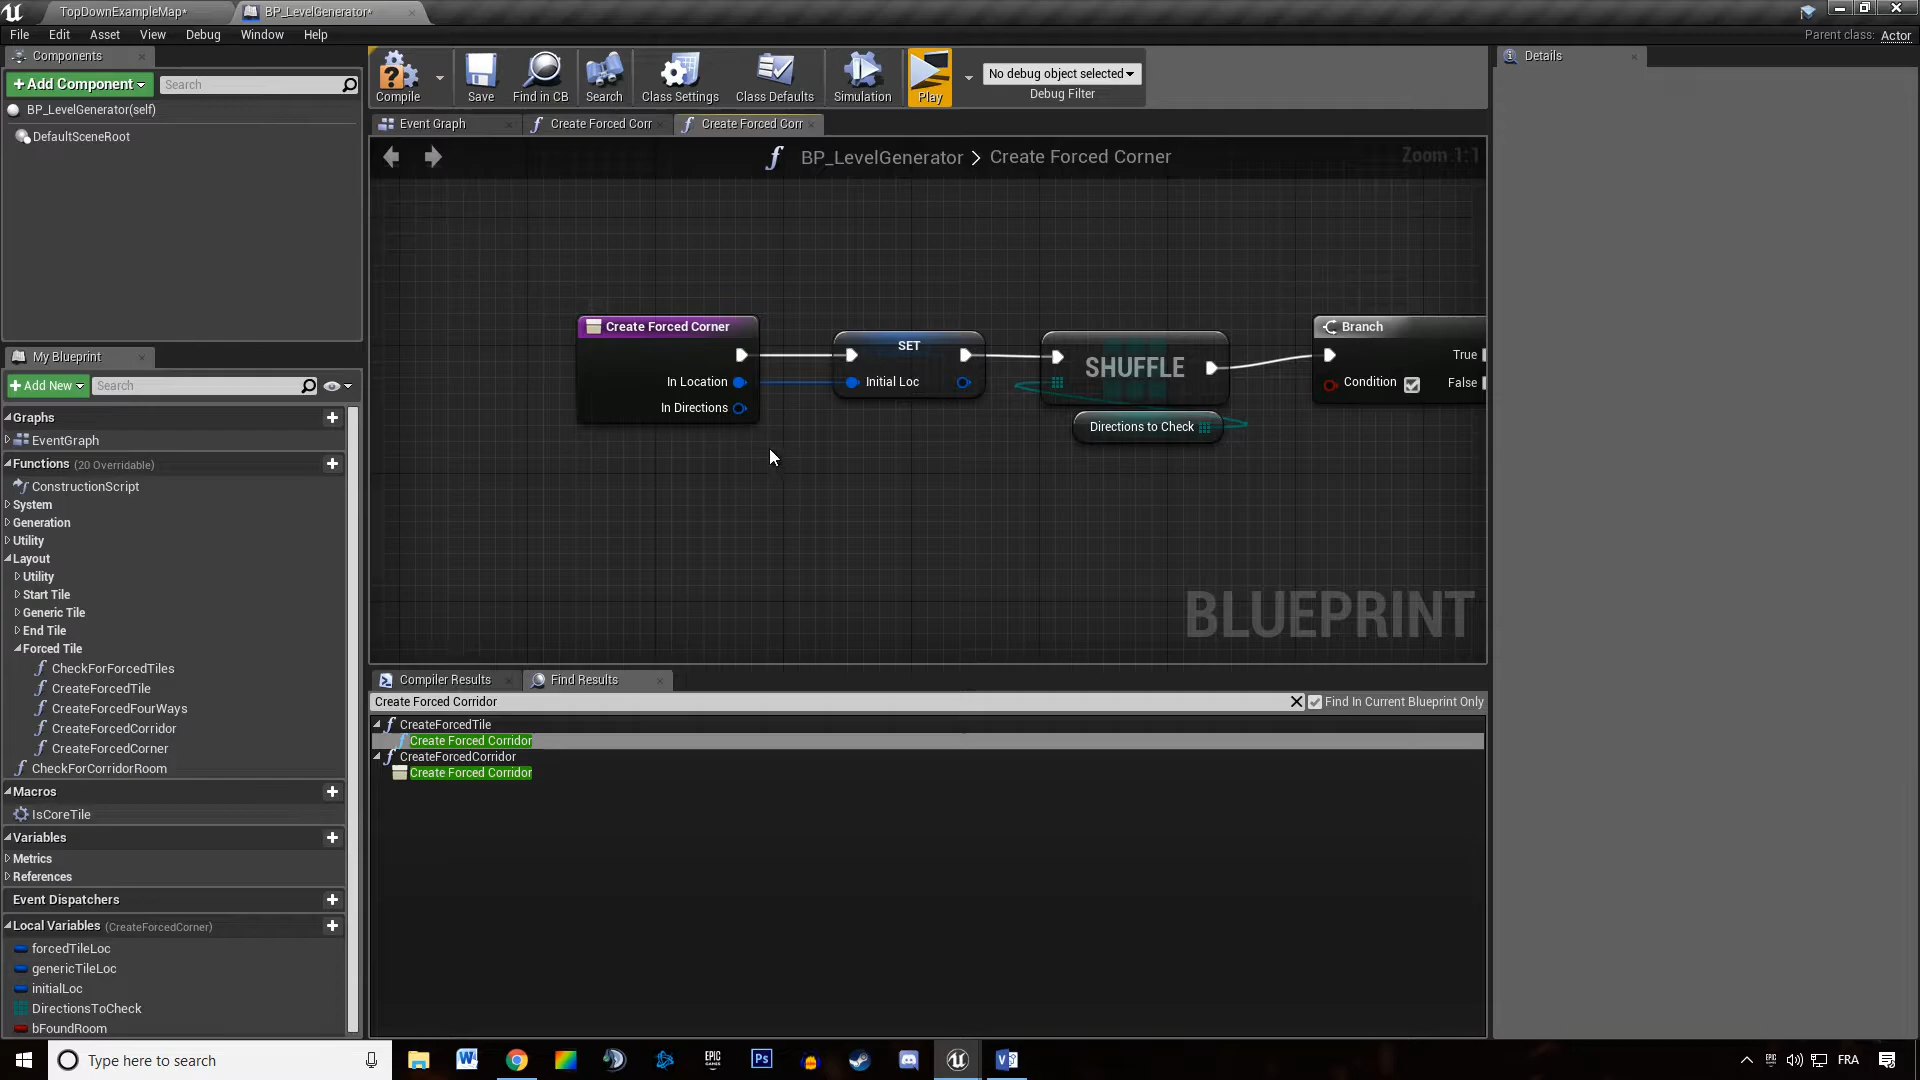 TopDownExampleMap*
BP_LevelGenerator*
File Edit Asset View Debug Window Help
Parent class: Actor
Components
+ Add Component
Search
BP_LevelGenerator(self)
DefaultSceneRoot
Compile
Save
Find in CB
Search
Class Settings
Class Defaults
Simulation
Play
No debug object selected
Debug Filter
Details
Event Graph
Create Forced Corr
Create Forced Corr
BP_LevelGenerator > Create Forced Corner
Zoom 1:1
Create Forced Corner
In Location
In Directions
SET
Initial Loc
SHUFFLE
Directions to Check
Branch
True
Condition
False
BLUEPRINT
My Blueprint
+ Add New
Search
Graphs
EventGraph
Functions (20 Overridable)
ConstructionScript
System
Generation
Utility
Layout
Utility
Start Tile
Generic Tile
End Tile
Forced Tile
CheckForForcedTiles
CreateForcedTile
CreateForcedFourWays
CreateForcedCorridor
CreateForcedCorner
CheckForCorridorRoom
Macros
IsCoreTile
Variables
Metrics
References
Event Dispatchers
Local Variables (CreateForcedCorner)
forcedTileLoc
genericTileLoc
initialLoc
DirectionsToCheck
bFoundRoom
Compiler Results
Find Results
Create Forced Corridor
Find In Current Blueprint Only
CreateForcedTile
Create Forced Corridor
CreateForcedCorridor
Create Forced Corridor
Type here to search
EPIC GAMES
Ps
FRA